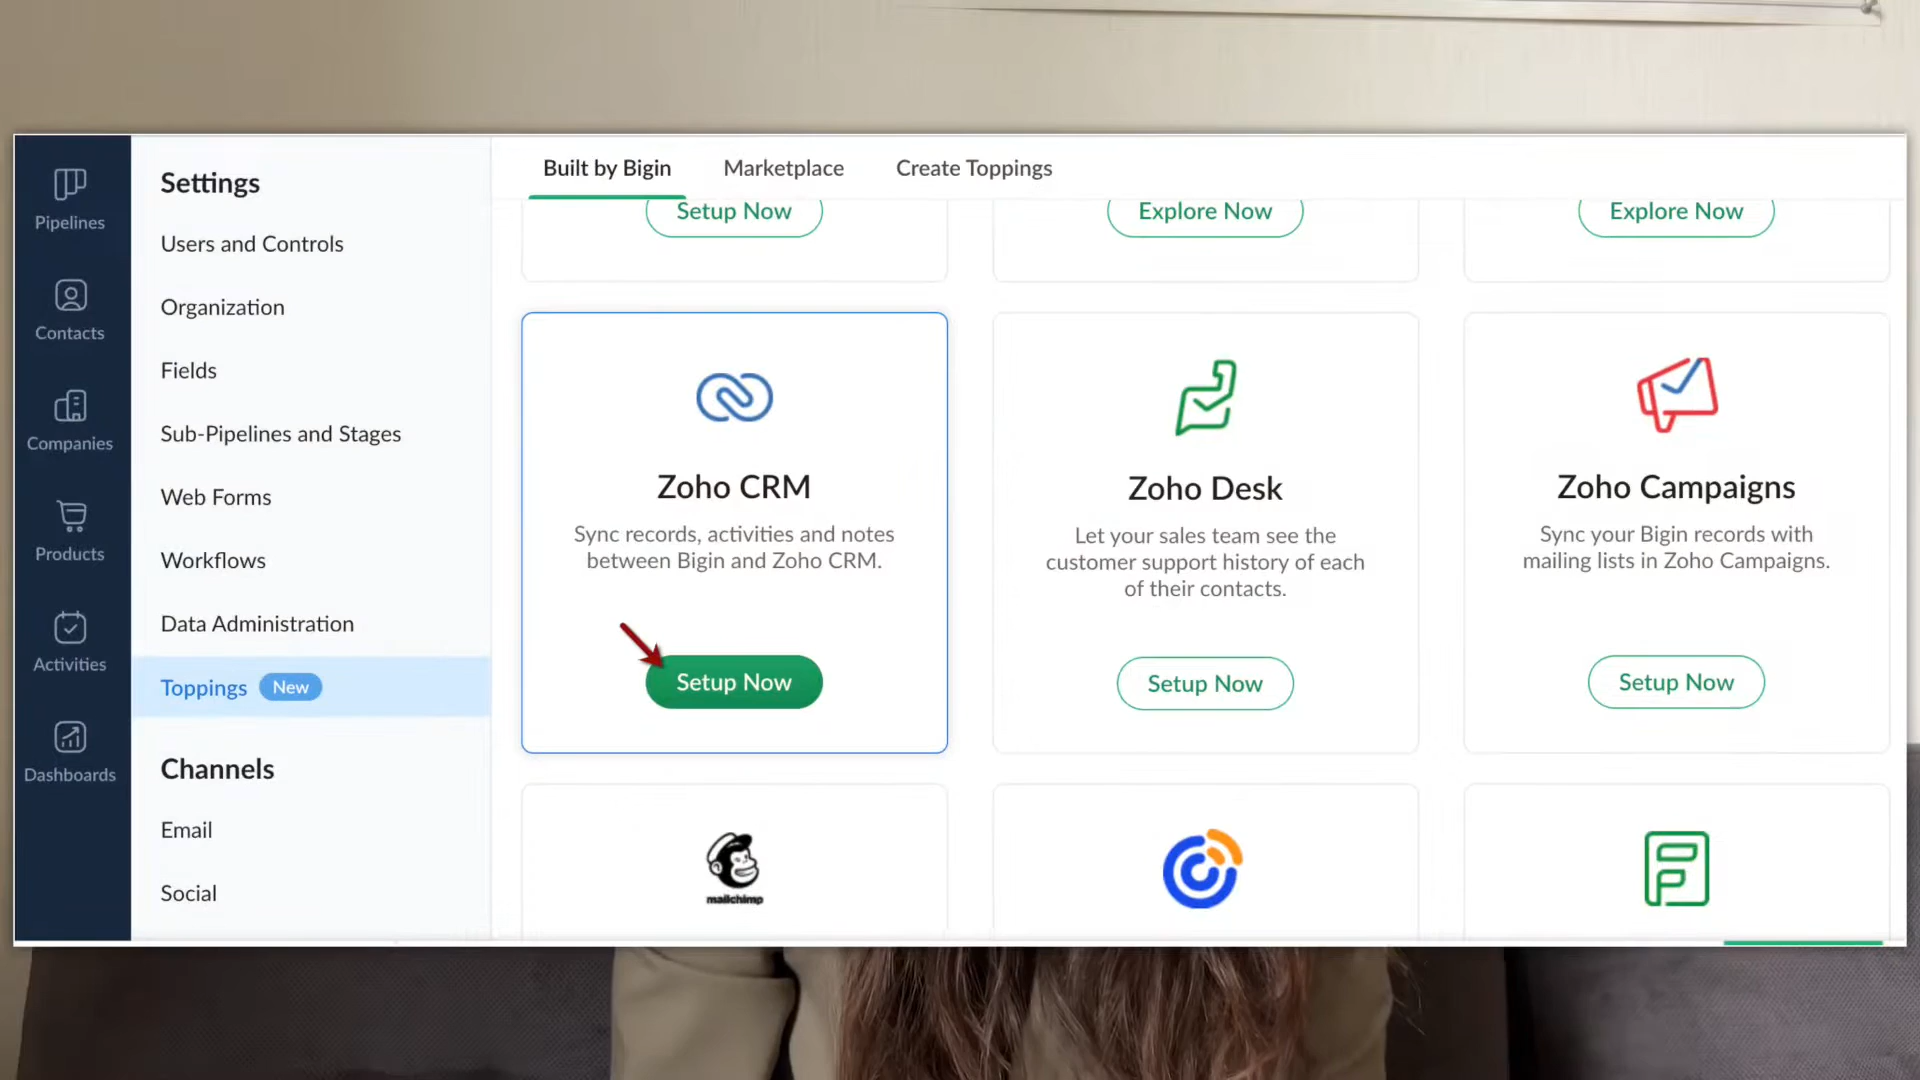 Pipelines
Contacts
Companies
Products
Activities
Dashboards
Settings
Users and Controls
Organization
Fields
Sub-Pipelines and Stages
Web Forms
Workflows
Data Administration
Toppings New
Channels
Email
Social
Built by Bigin Marketplace Create Toppings
Setup Now Explore Now Explore Now
Zoho CRM
Sync records, activities and notes
between Bigin and Zoho CRM.
Setup Now
Zoho Desk
Let your sales team see the
customer support history of each
of their contacts.
Setup Now
Zoho Campaigns
Sync your Bigin records with
mailing lists in Zoho Campaigns.
Setup Now
mailchimp